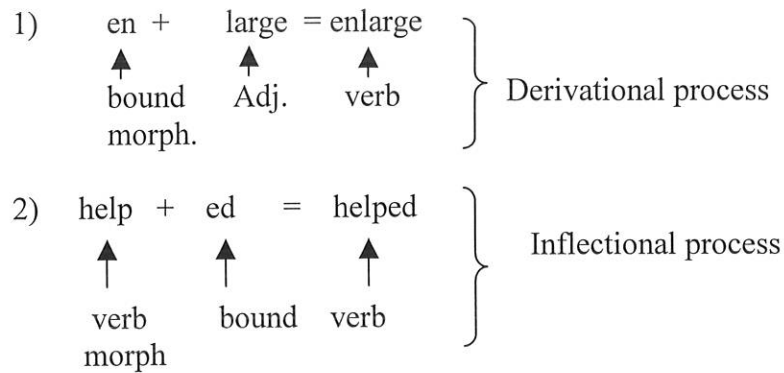 1) en + large = enlarge
bound Adj. verb Derivational process
morph.
2) help + ed = helped
Inflectional process
verb bound verb
morph